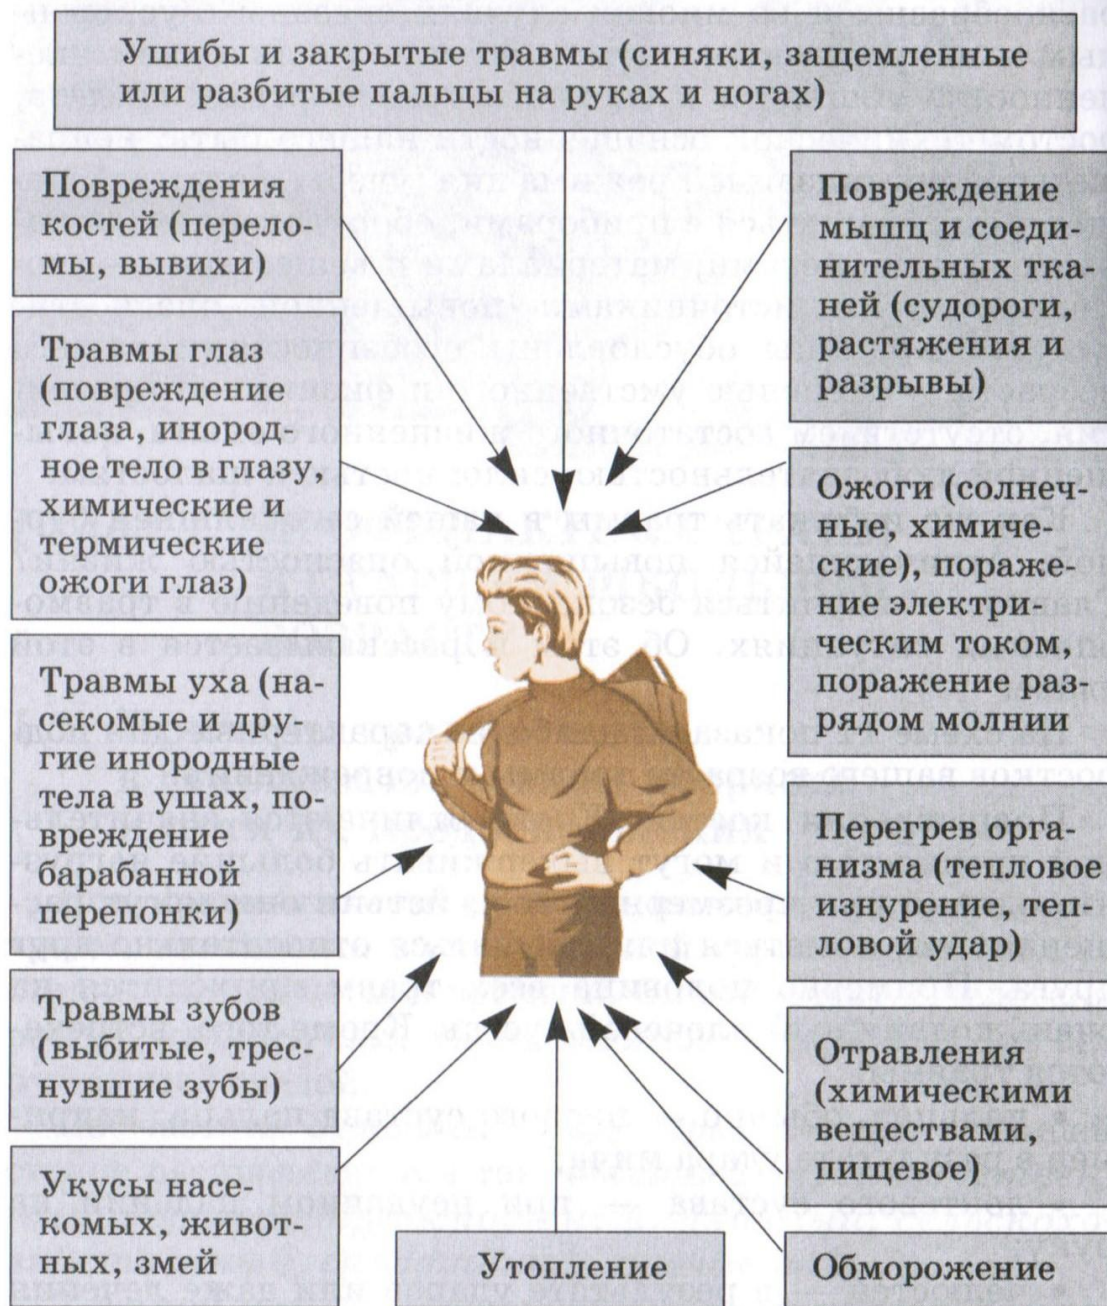 Ушибы и закрытые травмы (синяки, защемленные
или разбитые пальцы на руках и ногах)
Повреждения
костей (перело-
мы, вывихи)
Травмы глаз
(повреждение
глаза, инород-
ное тело в глазу,
химические и
термические
ожоги глаз)
Травмы уха (на-
секомые и дру-
гие инородные
тела в ушах, по-
вреждение
барабанной
перепонки)
Травмы зубов
(выбитые, трес-
нувшие зубы)
Укусы насе-
комых, живот-
ных, змей
Утопление
Повреждение
мышц и соеди-
нительных тка-
ней (судороги,
растяжения и
разрывы)
Ожоги (солнеч-
ные, химиче-
ские), пораже-
ние электри-
ческим током,
поражение раз-
рядом молнии
Перегрев орга-
низма (тепловое
изнурение, теп-
ловой удар)
Отравления
(химическими
веществами,
пищевое)
Обморожение